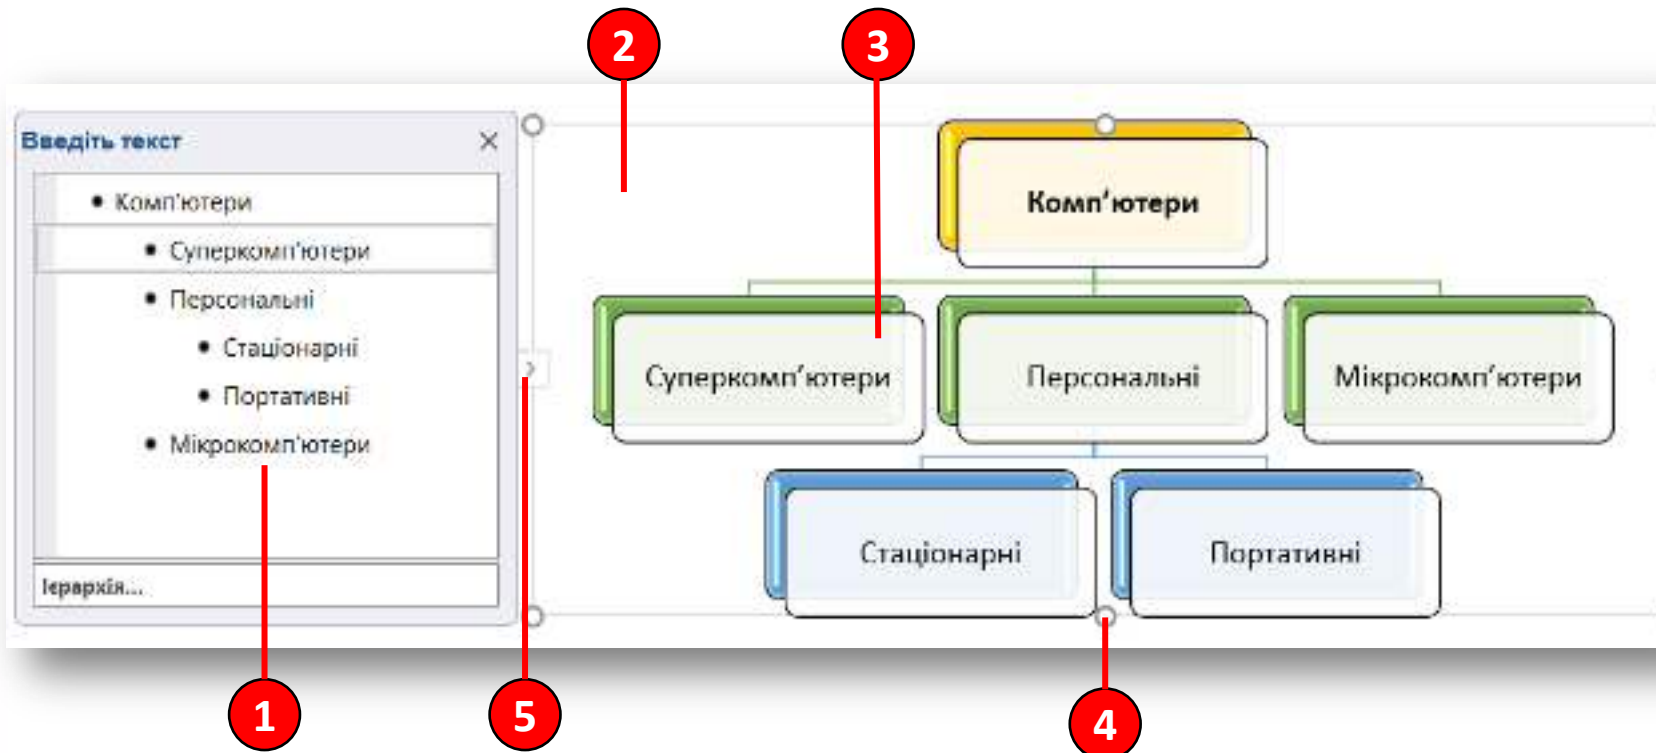 2
3
Введіть текст
• Комп'ютери
• Суперкомп'ютери
• Персональні
• Стаціонарні
• Портативні
• Мікрокомп'ютери
Ієрархія...
Комп'ютери
Суперкомп'ютери
Персональні
Мікрокомп'ютери
Стаціонарні
Портативні
1
5
4